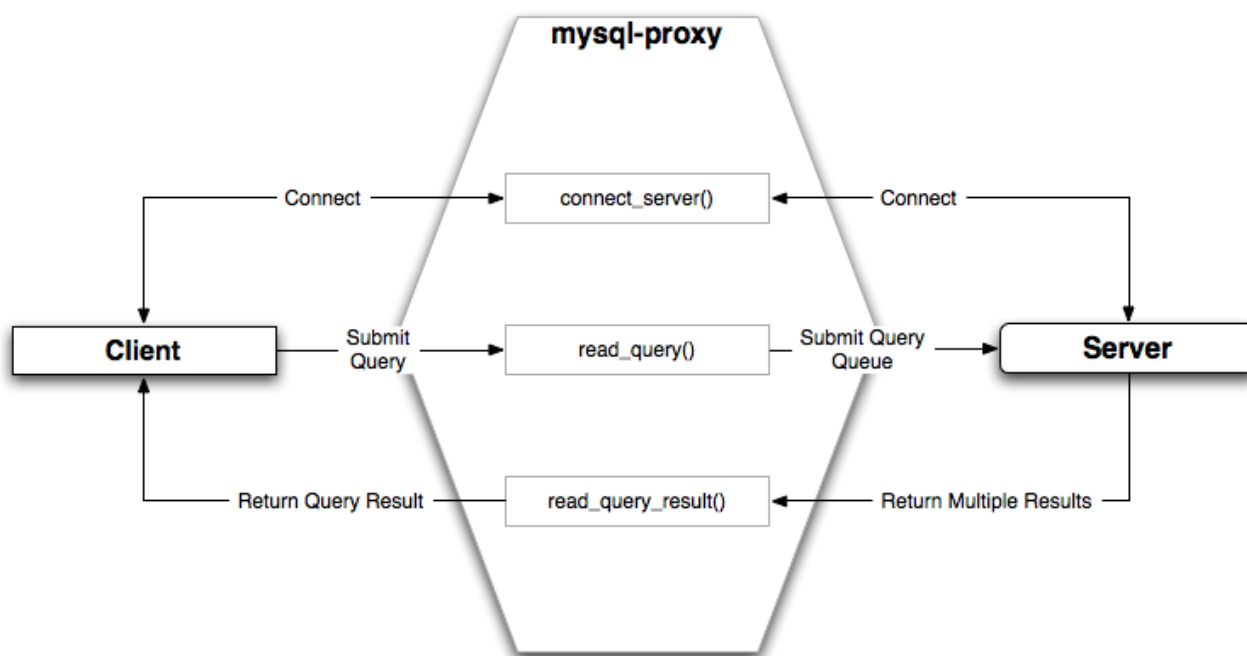 mysql-proxy
Connect
connect_server()
Connect
Client
Submit
Query
read_query()
Submit Query
Queue
Server
Return Query Result
read_query_result()
Return Multiple Results